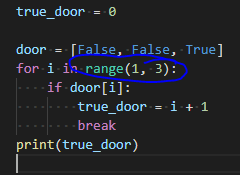 true_door = 0
door = [False, False, True]
for i in range(1, 3):
    if door[i]:
        true_door = i + 1
        break
print(true_door)